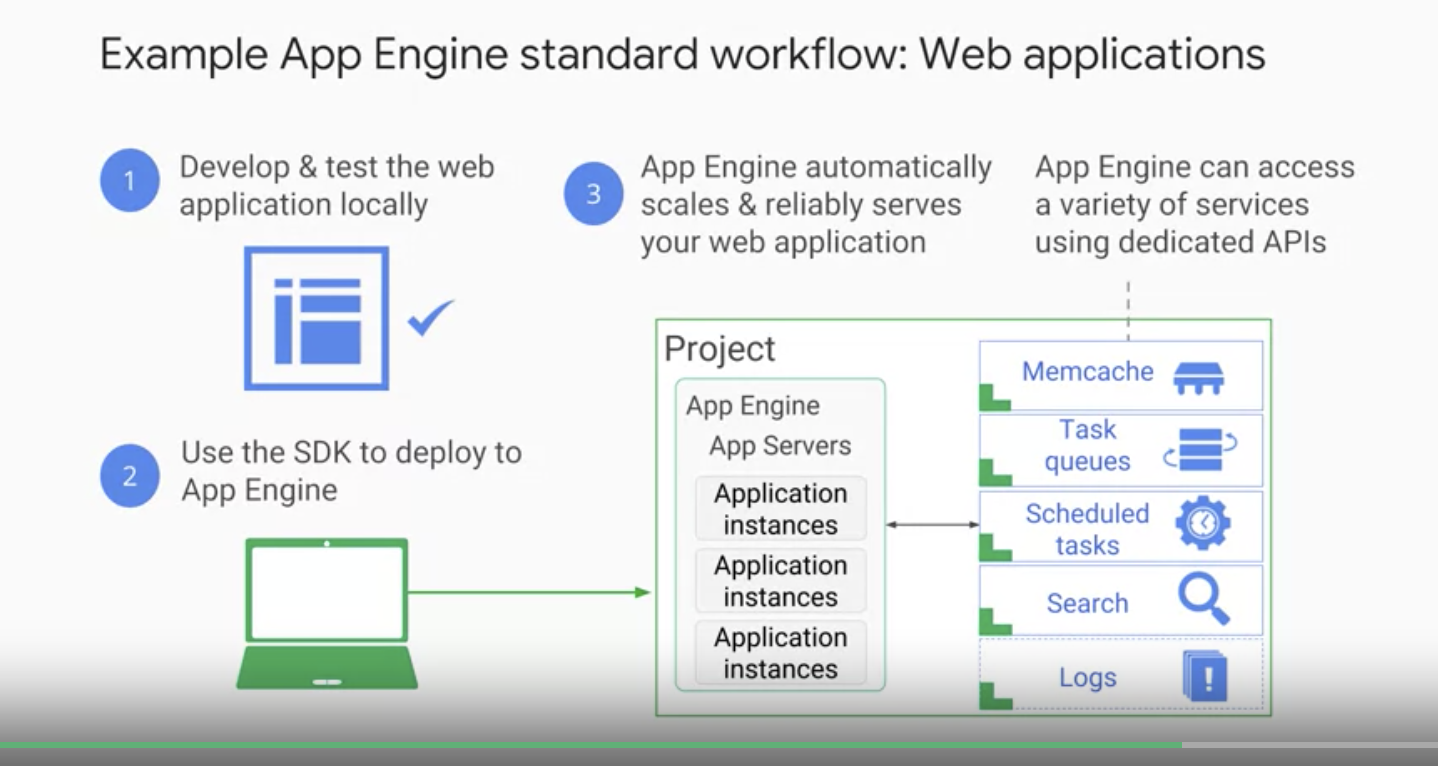 Example App Engine standard workflow: Web applications
1
Develop & test the web
application locally
2
Use the SDK to deploy to
App Engine
3
App Engine automatically
scales & reliably serves
your web application
App Engine can access
a variety of services
using dedicated APIs
Project
App Engine
App Servers
Application
instances
Application
instances
Application
instances
Memcache
Task
queues
Scheduled
tasks
Search
Logs
!